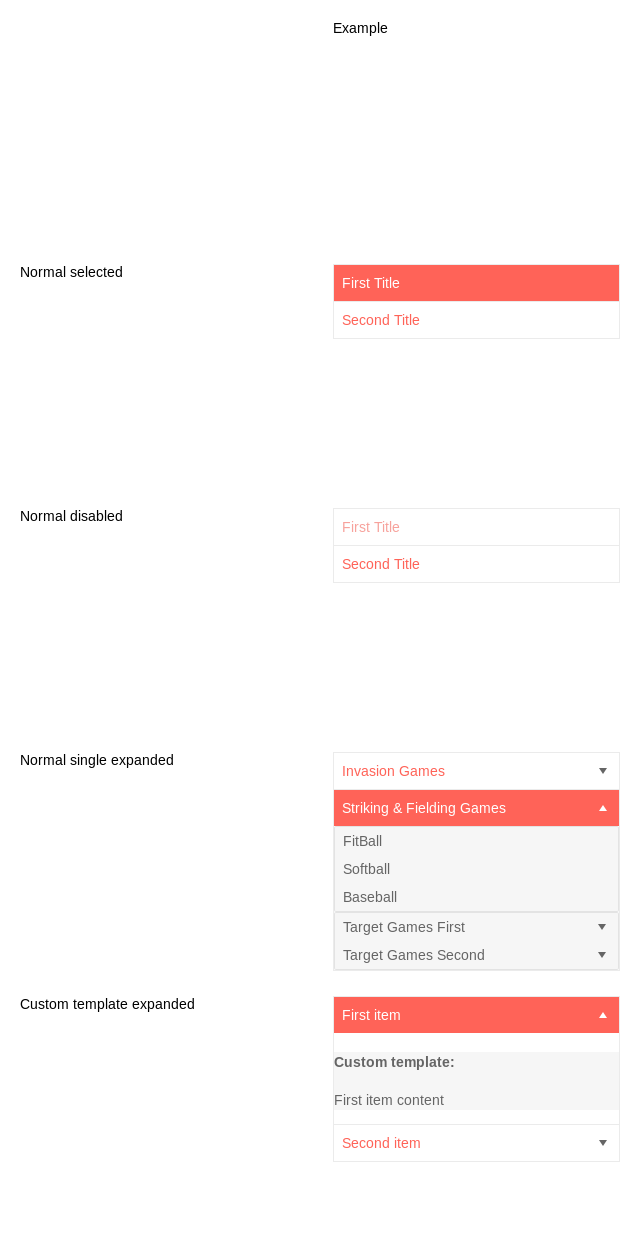 Example
Normal selected
First Title
Second Title
Normal disabled
First Title
Second Title
Normal single expanded
Invasion Games
Striking & Fielding Games
FitBall
Softball
Baseball
Target Games First
Target Games Second
Custom template expanded
First item
Custom template:
First item content
Second item